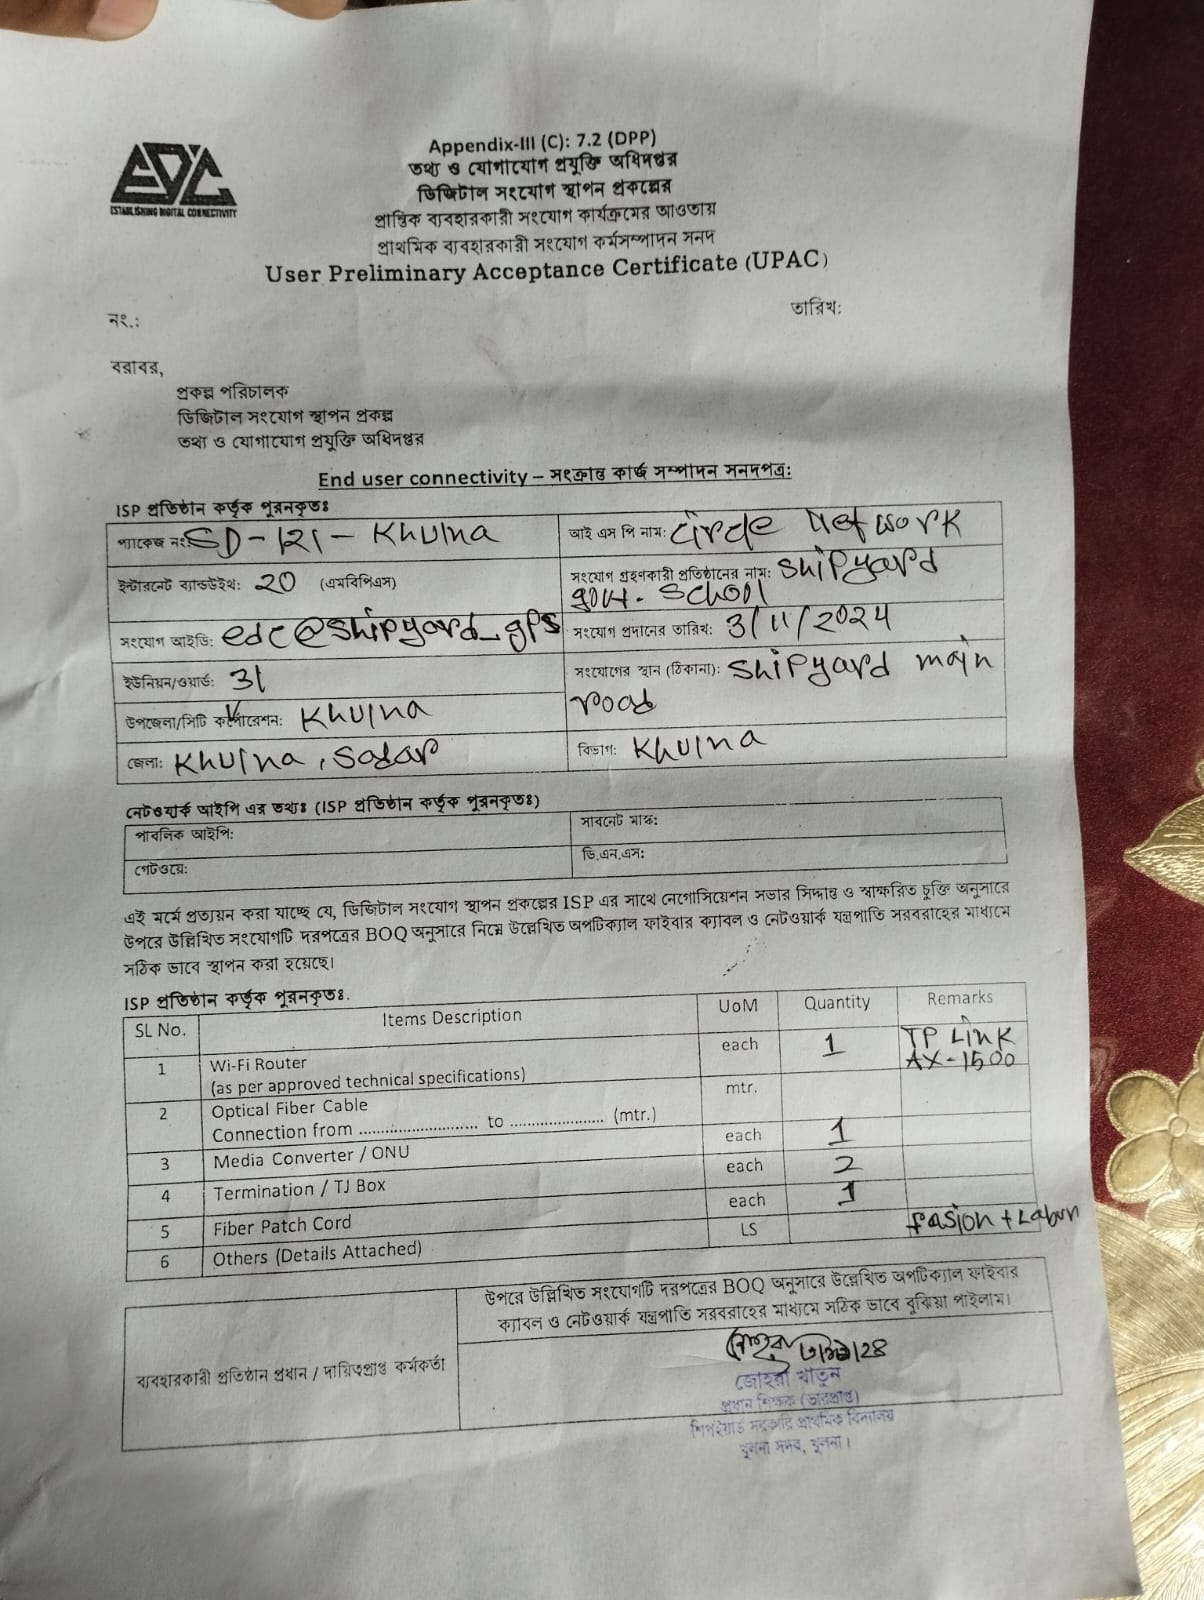 EDC
ESTABLISHING DIGITAL CONNECTIVITY
Appendix-III (C): 7.2 (DPP)
তথ্য ও যোগাযোগ প্রযুক্তি অধিদপ্তর
ডিজিটাল সংযোগ স্থাপন প্রকল্পের
প্রান্তিক ব্যবহারকারী সংযোগ কার্যক্রমের আওতায়
প্রাথমিক ব্যবহারকারী সংযোগ কর্মসম্পাদন সনদ
User Preliminary Acceptance Certificate (UPAC)
নং.:
তারিখ:
বরাবর,
প্রকল্প পরিচালক
ডিজিটাল সংযোগ স্থাপন প্রকল্প
তথ্য ও যোগাযোগ প্রযুক্তি অধিদপ্তর
End user connectivity – সংক্রান্ত কার্য সম্পাদন সনদপত্র:
ISP প্রতিষ্ঠান কর্তৃক পূরনকৃতঃ
প্যাকেজ নং: SD-121-Khulna
আই এস পি নাম: Circle Network
ইন্টারনেট ব্যান্ডউইথ: 20 (এমবিপিএস)
সংযোগ গ্রহণকারী প্রতিষ্ঠানের নাম: Shipyard
govt. School
সংযোগ আইডি: edc@shipyard_gps
সংযোগ প্রদানের তারিখ: 3/11/2024
ইউনিয়ন/ওয়ার্ড: 31
সংযোগের স্থান (ঠিকানা): Shipyard main
road
উপজেলা/সিটি কর্পোরেশন: Khulna
জেলা: Khulna, Sadar
বিভাগ: Khulna
নেটওয়ার্ক আইপি এর তথ্যঃ (ISP প্রতিষ্ঠান কর্তৃক পূরনকৃতঃ)
পাবলিক আইপি:
সাবনেট মাস্ক:
গেটওয়ে:
ডি.এন.এস:
এই মর্মে প্রত্যয়ন করা যাচ্ছে যে, ডিজিটাল সংযোগ স্থাপন প্রকল্পের ISP এর সাথে নেগোসিয়েশন সভার সিদ্দান্ত ও স্বাক্ষরিত চুক্তি অনুসারে
উপরে উল্লিখিত সংযোগটি দরপত্রের BOQ অনুসারে নিম্নে উল্লেখিত অপটিক্যাল ফাইবার ক্যাবল ও নেটওয়ার্ক যন্ত্রপাতি সরবরাহের মাধ্যমে
সঠিক ভাবে স্থাপন করা হয়েছে।
ISP প্রতিষ্ঠান কর্তৃক পূরনকৃতঃ.
SL No. Items Description UoM Quantity Remarks
1 Wi-Fi Router each 1 TP Link
(as per approved technical specifications) AX-1500
2 Optical Fiber Cable mtr.
Connection from ........................... to ...................... (mtr.)
3 Media Converter / ONU each 1
4 Termination / TJ Box each 2
5 Fiber Patch Cord each 1
6 Others (Details Attached) LS
উপরে উল্লিখিত সংযোগটি দরপত্রের BOQ অনুসারে উল্লেখিত অপটিক্যাল ফাইবার
ক্যাবল ও নেটওয়ার্ক যন্ত্রপাতি সরবরাহের মাধ্যমে সঠিক ভাবে বুঝিয়া পাইলাম।
ব্যবহারকারী প্রতিষ্ঠান প্রধান / দায়িত্বপ্রাপ্ত কর্মকর্তা
জোহরা খাতুন
প্রধান শিক্ষক (ভারপ্রাপ্ত)
শিপইয়ার্ড সরকারি প্রাথমিক বিদ্যালয়
খুলনা সদর, খুলনা।